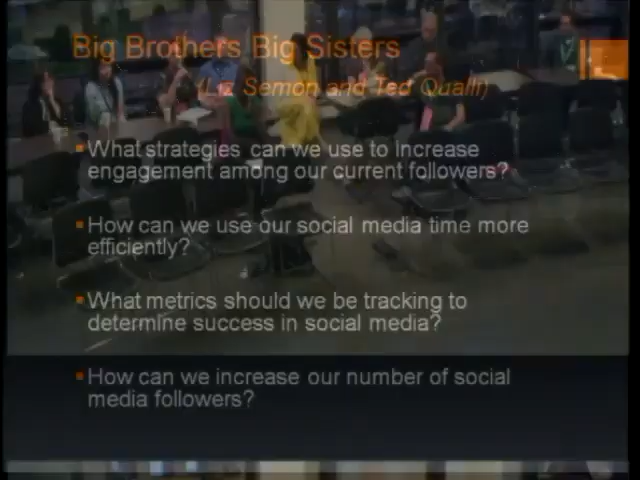 Big Brothers Big Sisters
(Liz Semon and Ted Qualli)
What strategies can we use to increase
engagement among our current followers?
How can we use our social media time more
efficiently?
What metrics should we be tracking to
determine success in social media?
How can we increase our number of social
media followers?